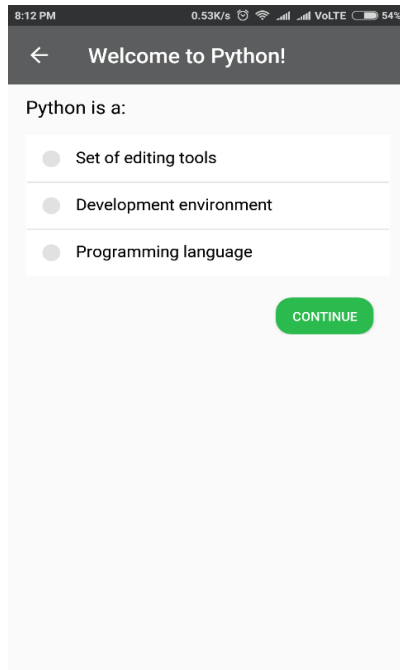 8:12 PM 0.53K/s VoLTE 54%
Welcome to Python!
Python is a:
Set of editing tools
Development environment
Programming language
CONTINUE